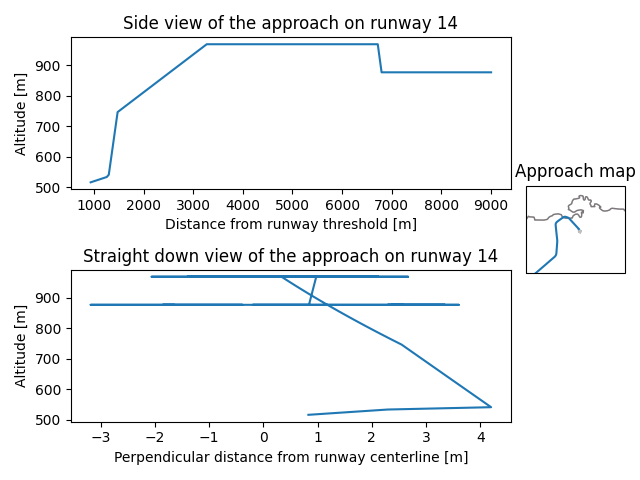 Side view of the approach on runway 14
900
800
700
600
500
Altitude [m]
1000 2000 3000 4000 5000 6000 7000 8000 9000
Distance from runway threshold [m]
Approach map
Straight down view of the approach on runway 14
900
800
700
600
500
Altitude [m]
−3 −2 −1 0 1 2 3 4
Perpendicular distance from runway centerline [m]